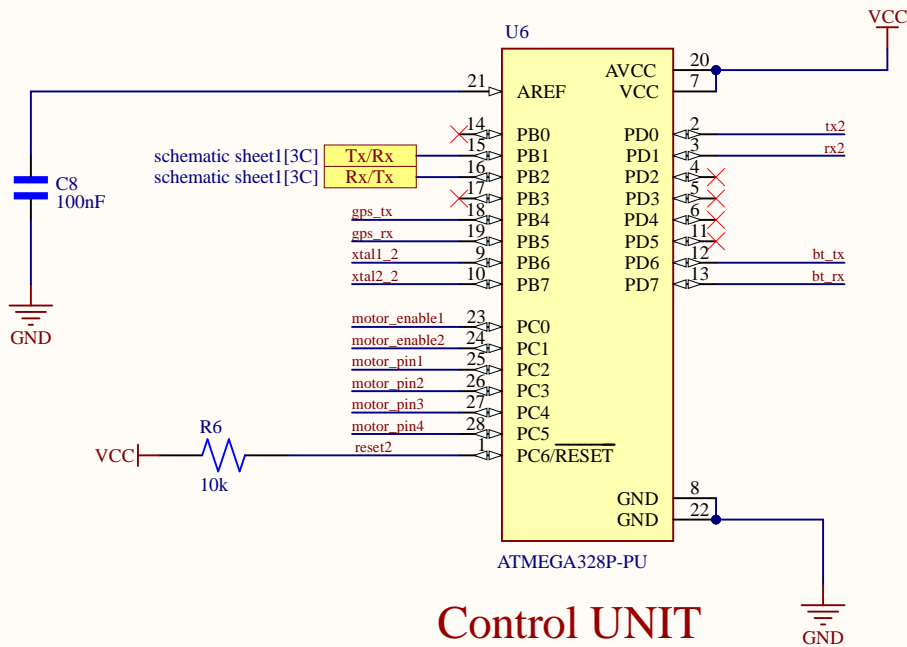 VCC
U6
21 AREF AVCC 20
VCC 7
14 PB0 PD0 2 tx2
schematic sheet1[3C] Tx/Rx 15 PB1 PD1 3 rx2
schematic sheet1[3C] Rx/Tx 16 PB2 PD2 4
17 PB3 PD3 5
gps_tx 18 PB4 PD4 6
gps_rx 19 PB5 PD5 11
xtal1_2 9 PB6 PD6 12 bt_tx
xtal2_2 10 PB7 PD7 13 bt_rx
C8
100nF
GND
motor_enable1 23 PC0
motor_enable2 24 PC1
motor_pin1 25 PC2
motor_pin2 26 PC3
motor_pin3 27 PC4
motor_pin4 28 PC5
R6
VCC reset2 1 PC6/RESET
10k
GND 8
GND 22
ATMEGA328P-PU
Control UNIT
GND